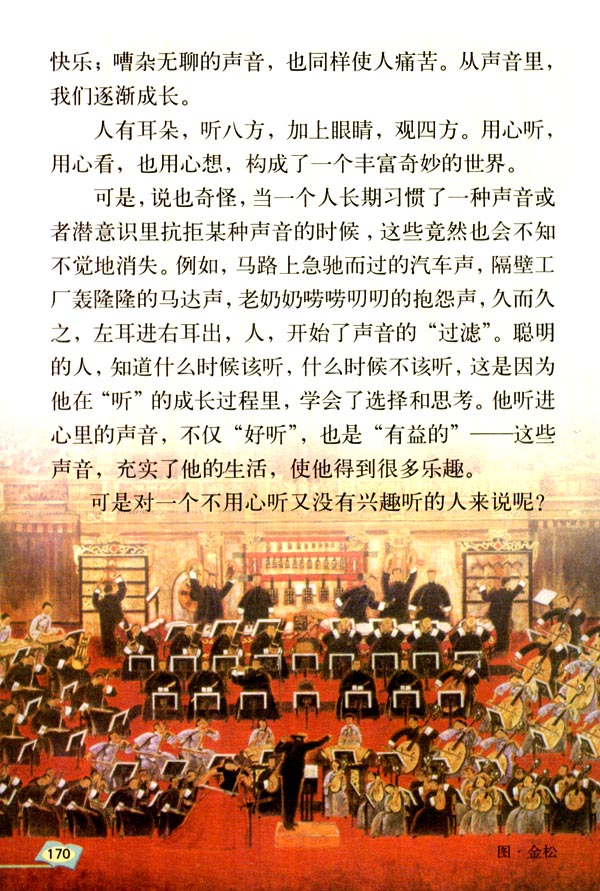 快乐；嘈杂无聊的声音，也同样使人痛苦。从声音里，
我们逐渐成长。
人有耳朵，听八方，加上眼睛，观四方。用心听，
用心看，也用心想，构成了一个丰富奇妙的世界。
可是，说也奇怪，当一个人长期习惯了一种声音或
者潜意识里抗拒某种声音的时候，这些竟然也会不知
不觉地消失。例如，马路上急驰而过的汽车声，隔壁工
厂轰隆隆的马达声，老奶奶唠唠叨叨的抱怨声，久而久
之，左耳进右耳出，人，开始了声音的“过滤”。聪明
的人，知道什么时候该听，什么时候不该听，这是因为
他在“听”的成长过程里，学会了选择和思考。他听进
心里的声音，不仅“好听”，也是“有益的”——这些
声音，充实了他的生活，使他得到很多乐趣。
可是对一个不用心听又没有兴趣听的人来说呢？
170
图·金松